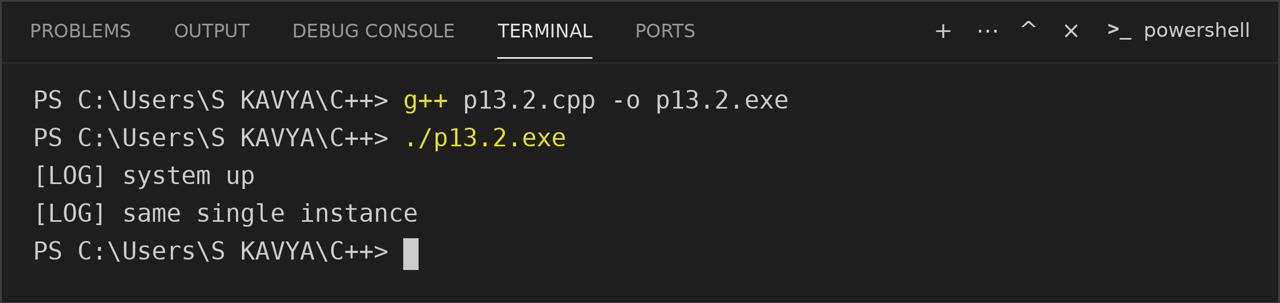 PROBLEMS OUTPUT DEBUG CONSOLE TERMINAL PORTS + ... ^ × >_ powershell
PS C:\Users\S KAVYA\C++> g++ p13.2.cpp -o p13.2.exe
PS C:\Users\S KAVYA\C++> ./p13.2.exe
[LOG] system up
[LOG] same single instance
PS C:\Users\S KAVYA\C++>